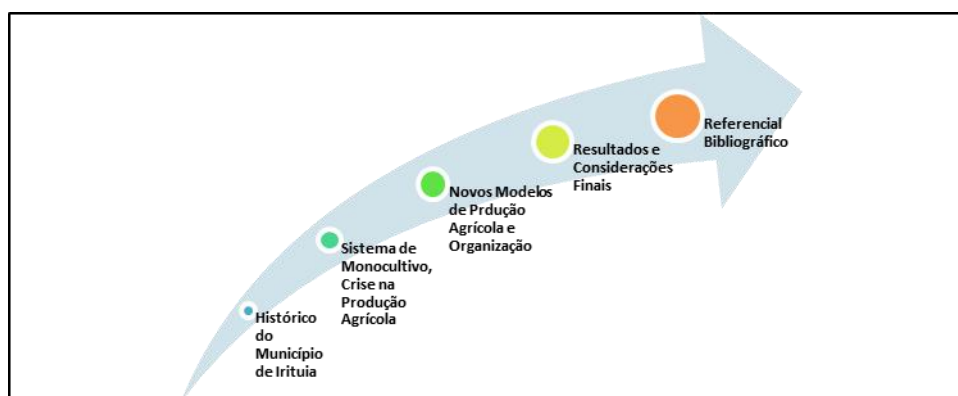 Histórico
do
Município
de Irituia
Sistema de
Monocultivo,
Crise na
Produção
Agrícola
Novos Modelos
de Prdução
Agrícola e
Organização
Resultados e
Considerações
Finais
Referencial
Bibliográfico